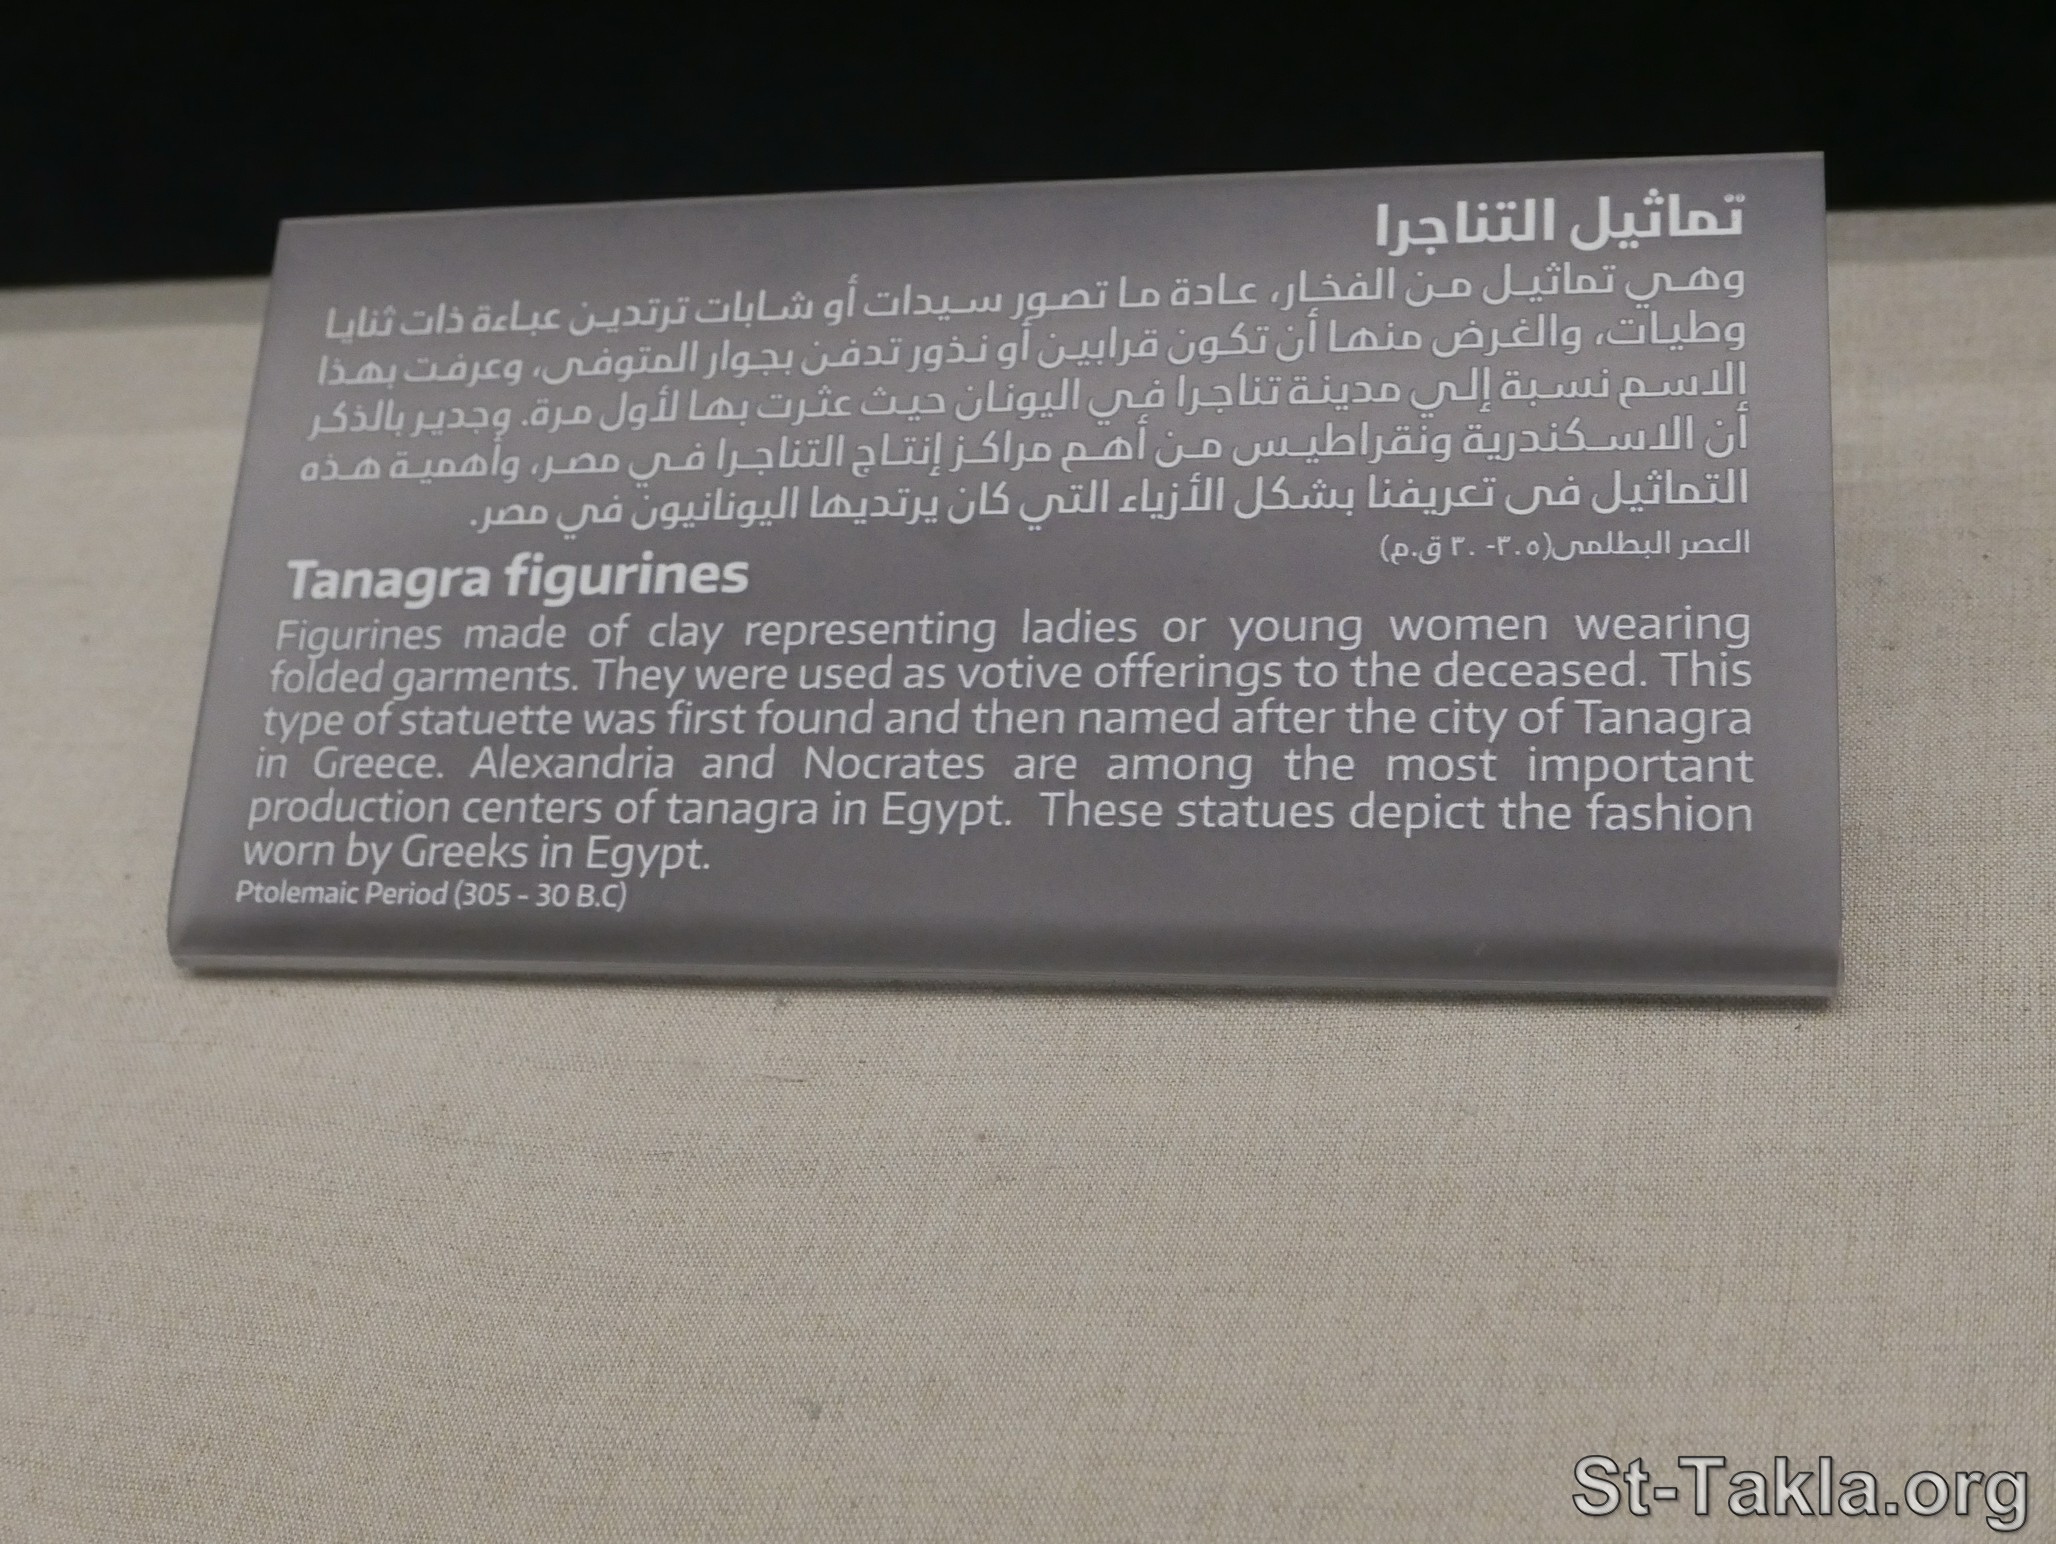 تماثيل التناجرا
وهي تماثيل من الفخار، عادة ما تصور سيدات أو شابات ترتدين عباءة ذات ثنايا
وطيات، والغرض منها أن تكون قرابين أو نذور تدفن بجوار المتوفى، وعرفت بهذا
الاسم نسبة إلي مدينة تناجرا في اليونان حيث عثرت بها لأول مرة. وجدير بالذكر
أن الاسكندرية ونقراطيس من أهم مراكز إنتاج التناجرا في مصر، وأهمية هذه
التماثيل فى تعريفنا بشكل الأزياء التي كان يرتديها اليونانيون في مصر.
العصر البطلمى(٣٠٥- ٣٠ ق.م)
Tanagra figurines
Figurines made of clay representing ladies or young women wearing
folded garments. They were used as votive offerings to the deceased. This
type of statuette was first found and then named after the city of Tanagra
in Greece. Alexandria and Nocrates are among the most important
production centers of tanagra in Egypt. These statues depict the fashion
worn by Greeks in Egypt.
Ptolemaic Period (305 - 30 B.C)
St-Takla.org